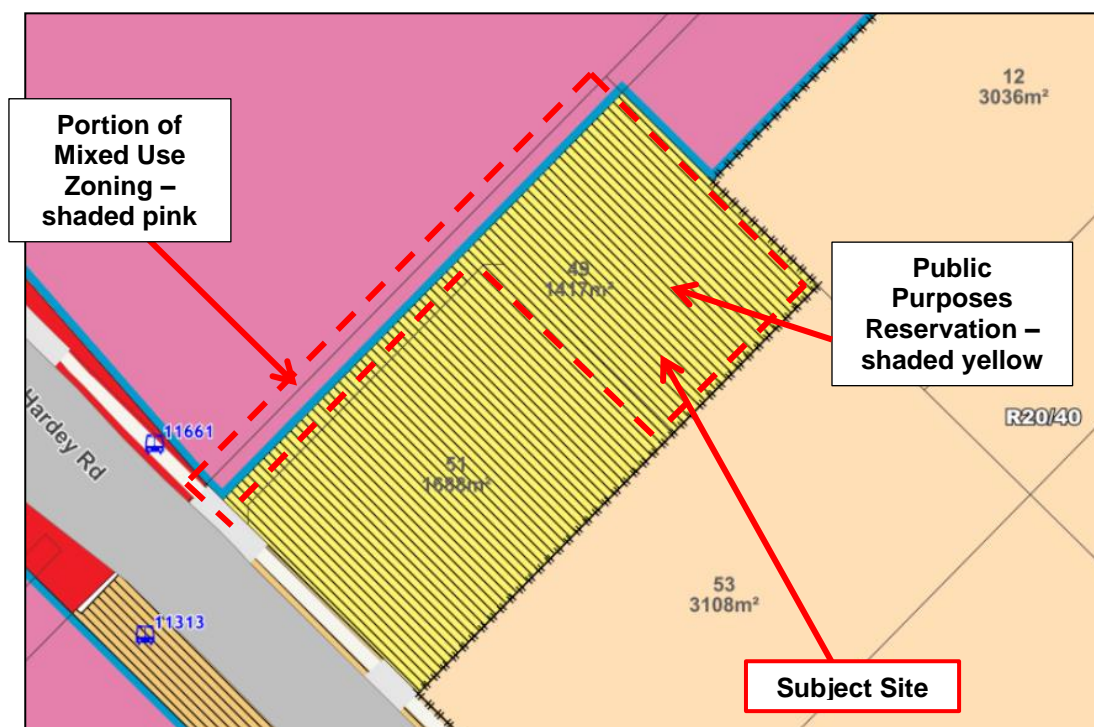 12
3036m²
Portion of
Mixed Use
Zoning –
shaded pink
49
1417m²
Public
Purposes
Reservation –
shaded yellow
Hardey Rd
11661
R20/40
51
1688m²
53
3108m²
11313
Subject Site